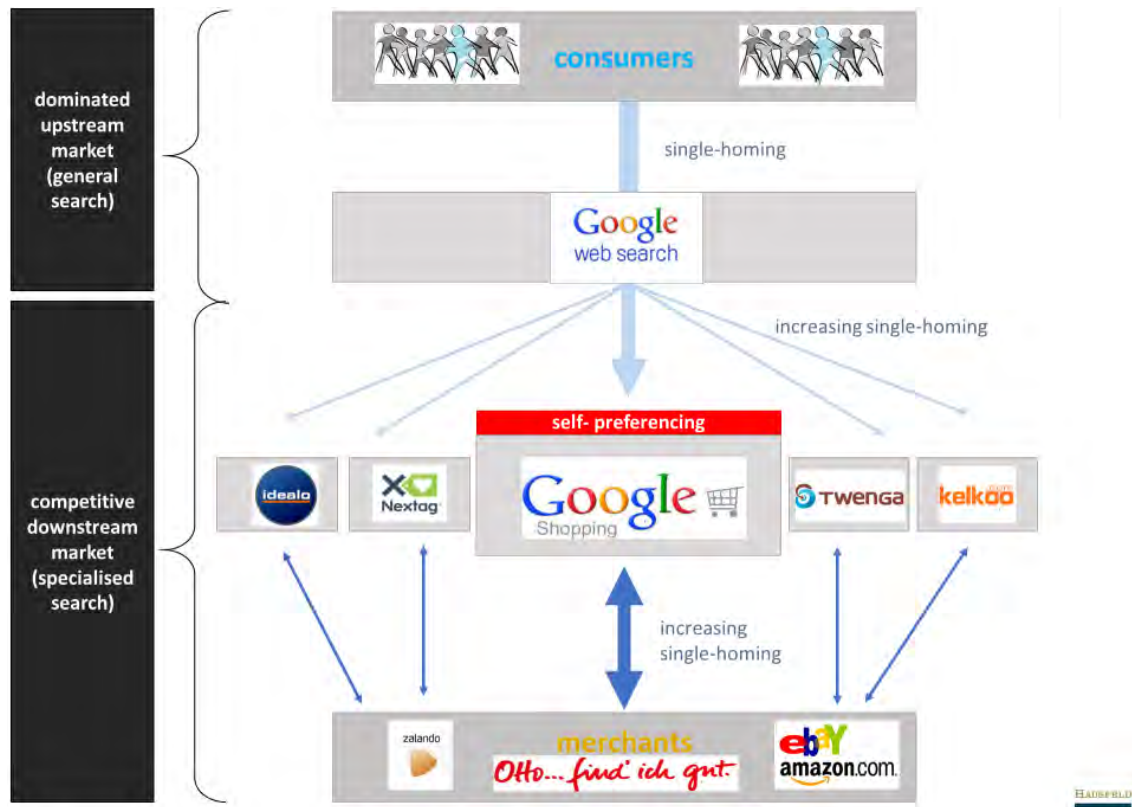 dominated
upstream
market
(general
search)
consumers
single-homing
Google
web search
increasing single-homing
competitive
downstream
market
(specialised
search)
self- preferencing
idealo
Nextag
Google
Shopping
TWENGA
kelkoo
increasing
single-homing
zalando
merchants
Otto... find' ich gut.
ebay
amazon.com.
HAUSFELD